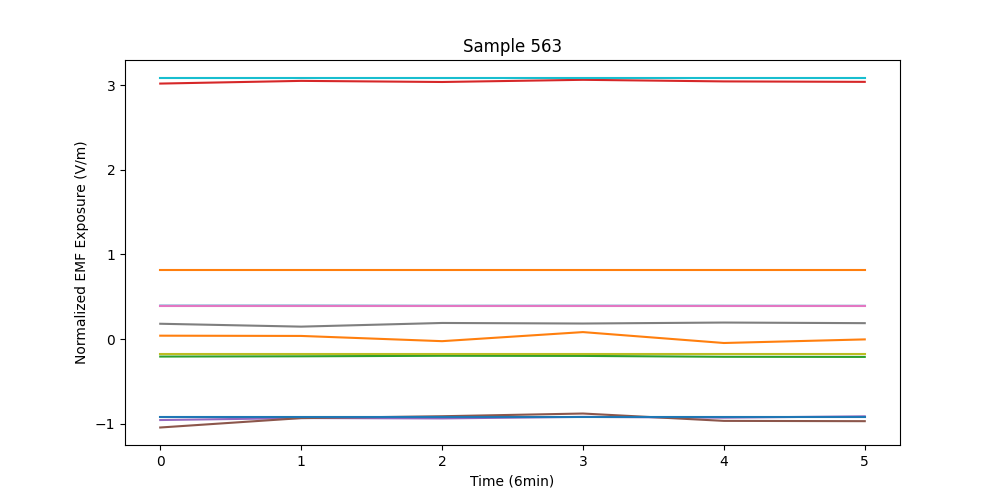 Sample 563
Normalized EMF Exposure (V/m)
3
2
1
0
−1
0 1 2 3 4 5
Time (6min)